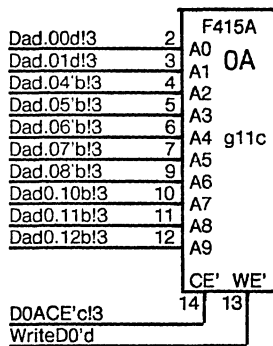 F415A
Dad.00d!3 2 A0 0A
Dad.01d!3 3 A1
Dad.04'b!3 4 A2
Dad.05'b!3 5 A3
Dad.06'b!3 6 A4 g11c
Dad.07'b!3 7 A5
Dad.08'b!3 9 A6
Dad0.10b!3 10 A7
Dad0.11b!3 11 A8
Dad0.12b!3 12 A9
CE' WE'
14 13
D0ACE'c!3
WriteD0'd